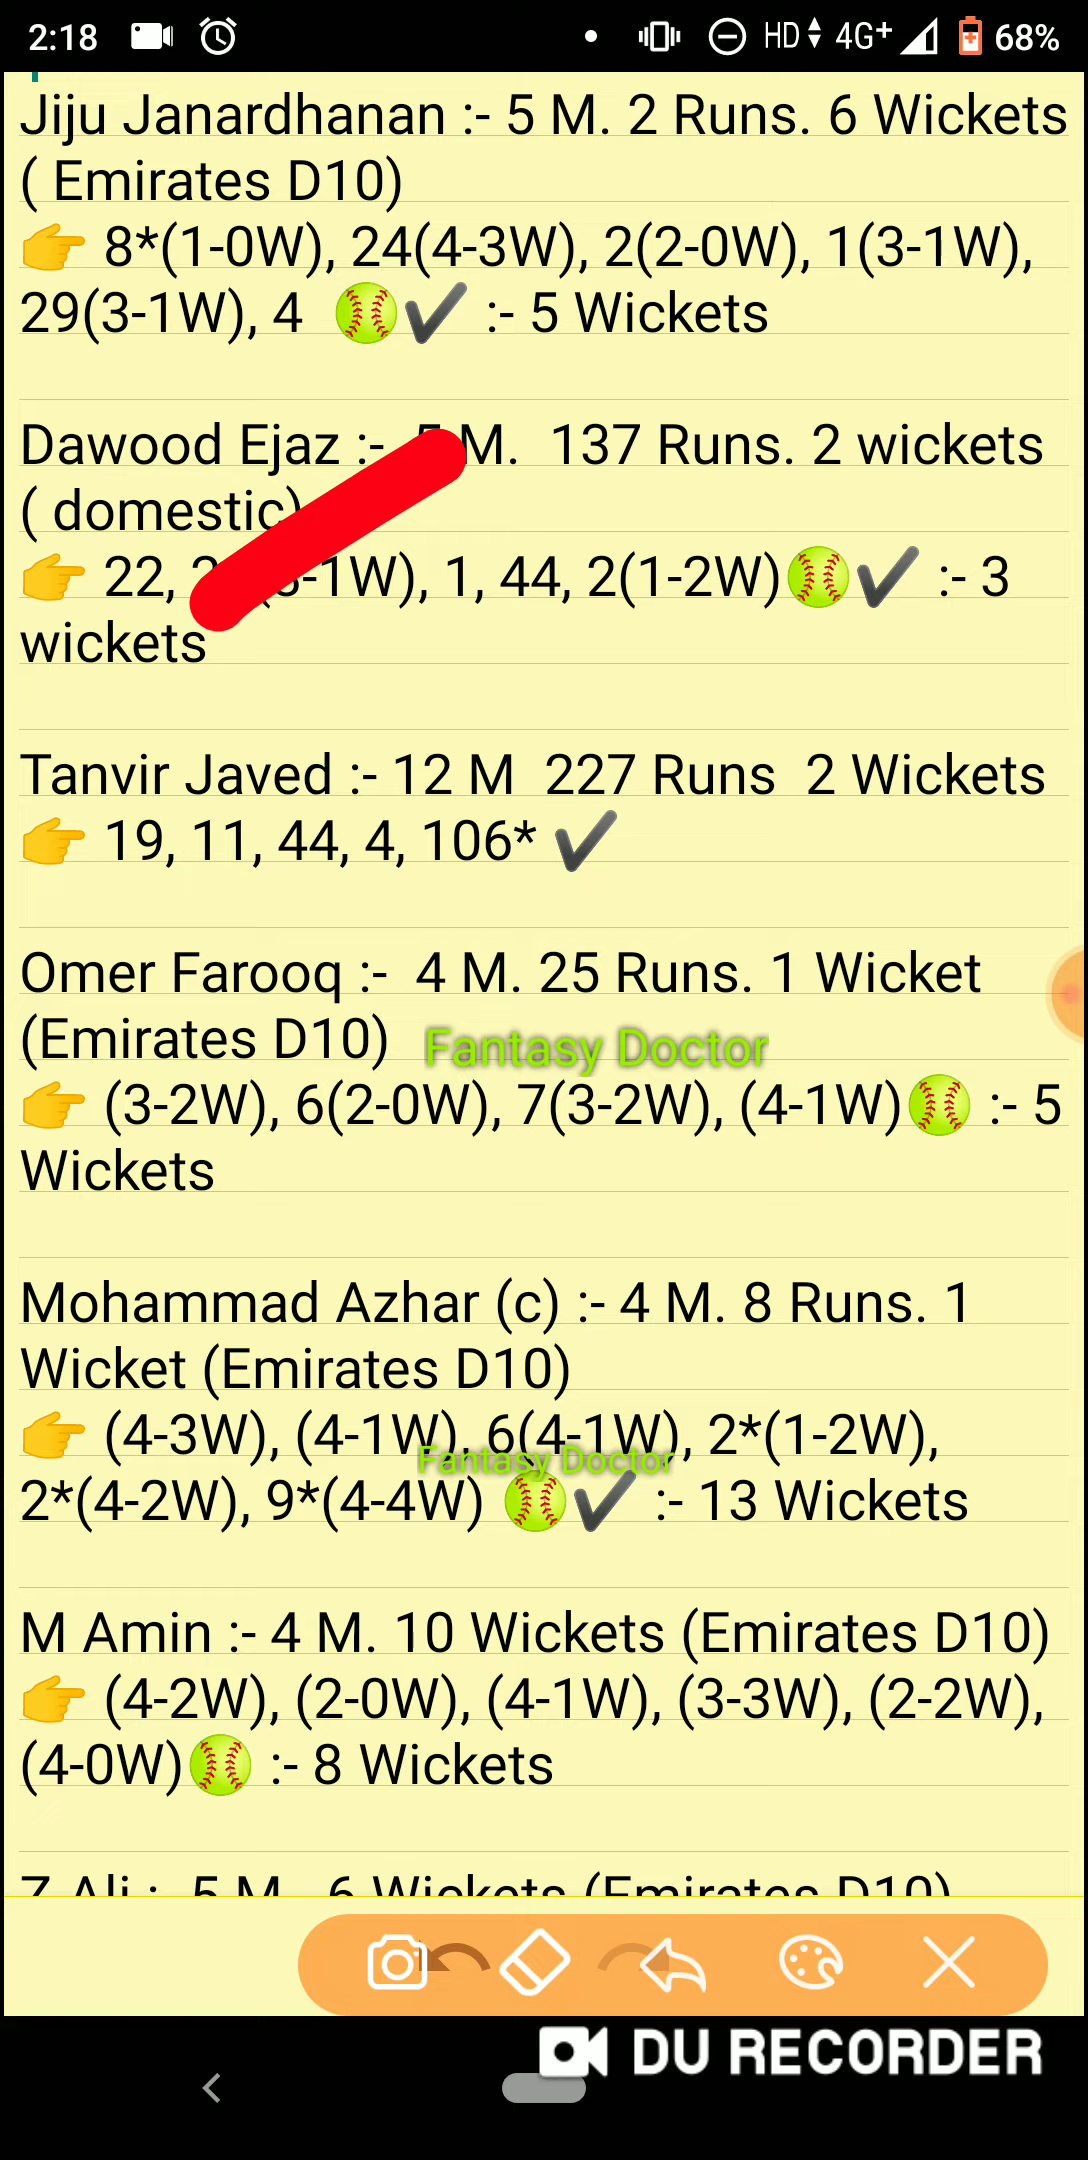 2:18 HD 4G+ 68%
Jiju Janardhanan :- 5 M. 2 Runs. 6 Wickets
( Emirates D10)
👉 8*(1-0W), 24(4-3W), 2(2-0W), 1(3-1W),
29(3-1W), 4 🥎✔️ :- 5 Wickets
Dawood Ejaz :- 5 M. 137 Runs. 2 wickets
( domestic)
👉 22, -1W), 1, 44, 2(1-2W)🥎✔️ :- 3
wickets
Tanvir Javed :- 12 M 227 Runs 2 Wickets
👉 19, 11, 44, 4, 106* ✔️
Omer Farooq :- 4 M. 25 Runs. 1 Wicket
(Emirates D10) Fantasy Doctor
👉 (3-2W), 6(2-0W), 7(3-2W), (4-1W)🥎 :- 5
Wickets
Mohammad Azhar (c) :- 4 M. 8 Runs. 1
Wicket (Emirates D10)
👉 (4-3W), (4-1W), 6(4-1W), 2*(1-2W),
Fantasy Doctor
2*(4-2W), 9*(4-4W) 🥎✔️ :- 13 Wickets
M Amin :- 4 M. 10 Wickets (Emirates D10)
👉 (4-2W), (2-0W), (4-1W), (3-3W), (2-2W),
(4-0W)🥎 :- 8 Wickets
Z Ali :- 5 M. 6 Wickets (Emirates D10)
DU RECORDER